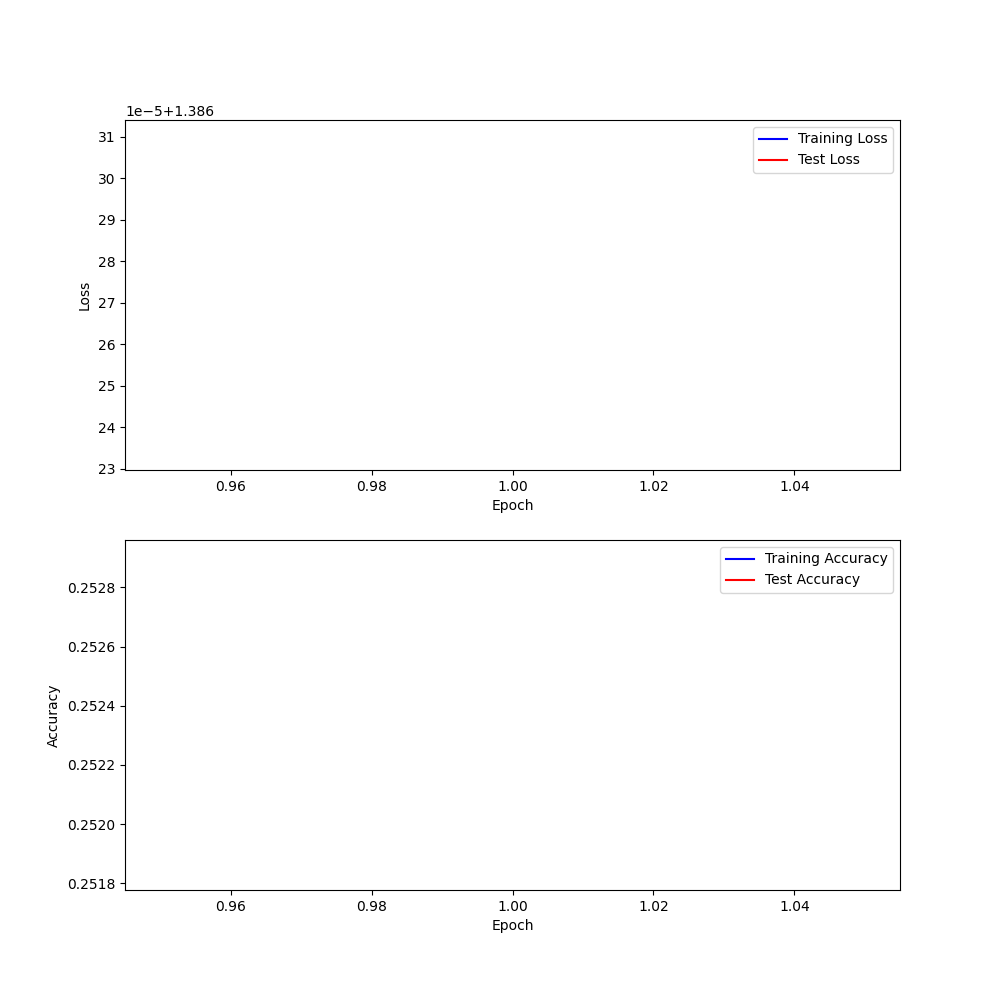 1e−5+1.386
31
30
29
28
27
26
25
24
23
Loss
Training Loss
Test Loss
0.96 0.98 1.00 1.02 1.04
Epoch
0.2528
0.2526
0.2524
0.2522
0.2520
0.2518
Accuracy
Training Accuracy
Test Accuracy
0.96 0.98 1.00 1.02 1.04
Epoch